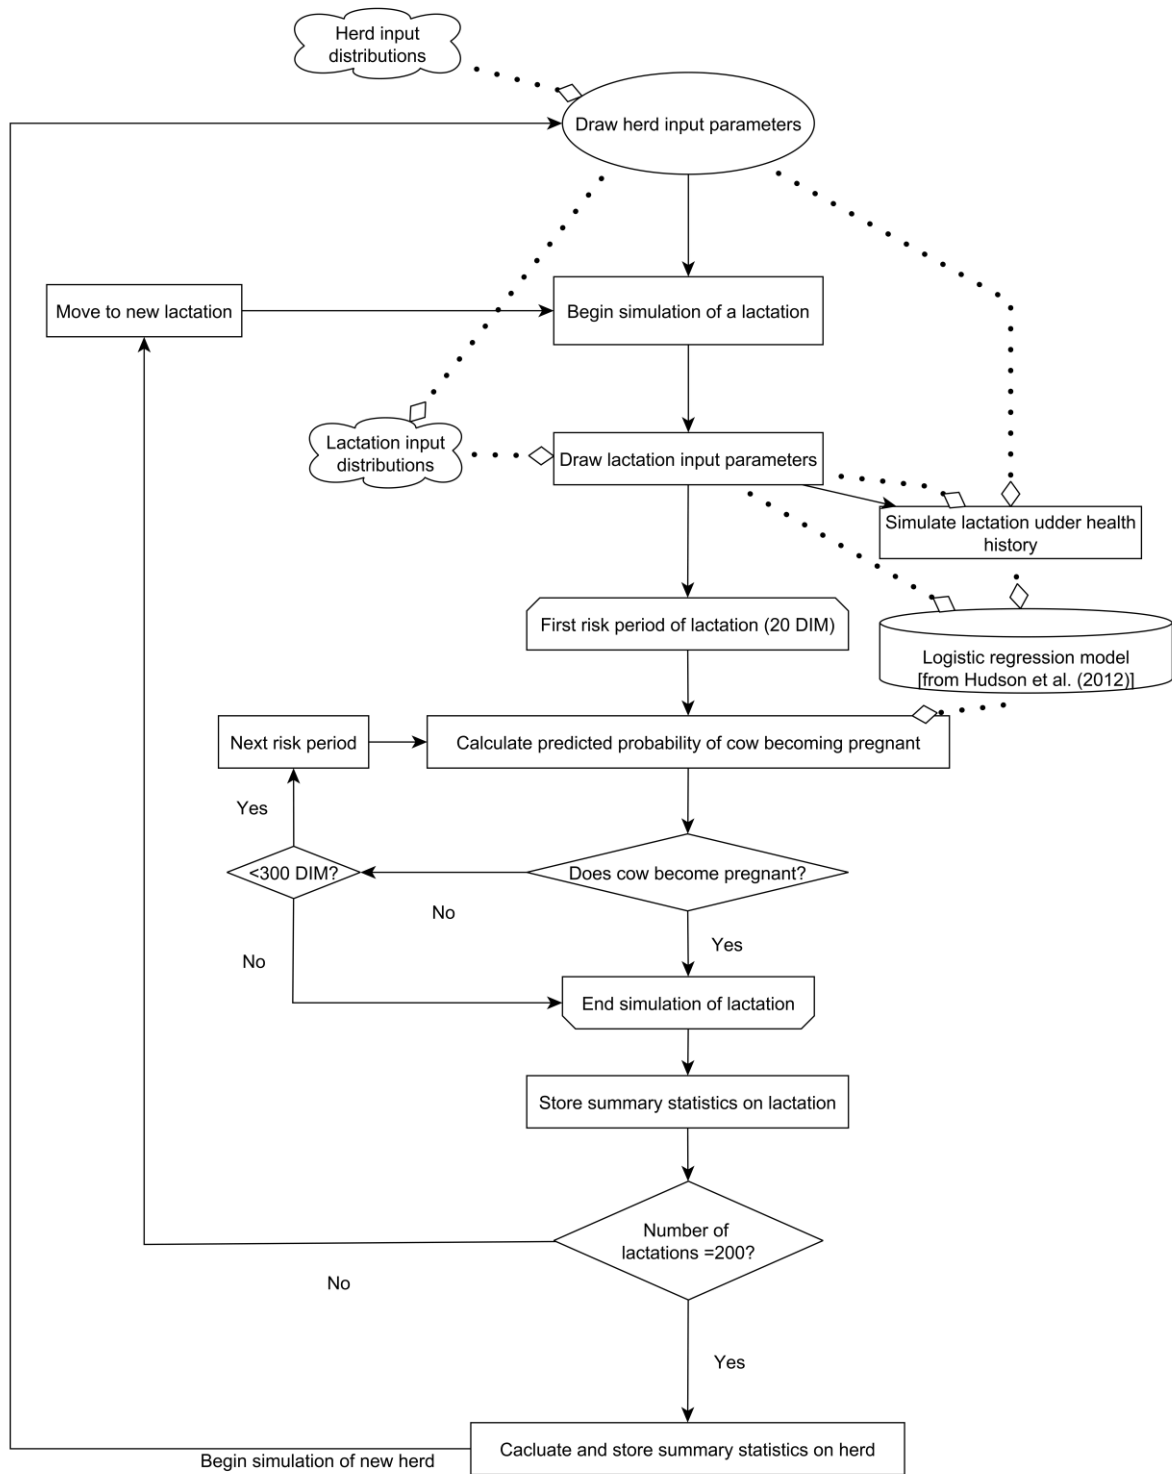 Herd input
distributions
Draw herd input parameters
Move to new lactation
Begin simulation of a lactation
Lactation input
distributions
Draw lactation input parameters
Simulate lactation udder health
history
First risk period of lactation (20 DIM)
Logistic regression model
[from Hudson et al. (2012)]
Next risk period
Calculate predicted probability of cow becoming pregnant
Yes
<300 DIM?
Does cow become pregnant?
No
Yes
No
End simulation of lactation
Store summary statistics on lactation
Number of
lactations =200?
No
Yes
Cacluate and store summary statistics on herd
Begin simulation of new herd